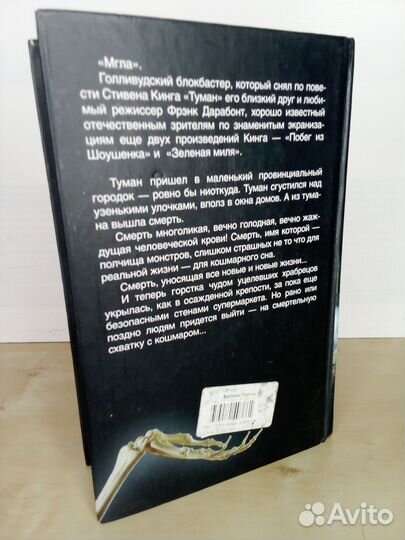 «Мгла».
Голливудский блокбастер, который снял по пове-
сти Стивена Кинга «Туман» его близкий друг и люби-
мый режиссер Фрэнк Дарабонт, хорошо известный
отечественным зрителям по знаменитым экраниза-
циям еще двух произведений Кинга — «Побег из
Шоушенка» и «Зеленая миля».
Туман пришел в маленький провинциальный
городок — ровно бы ниоткуда. Туман сгустился над
узенькими улочками, вполз в окна домов. А из тума-
на вышла смерть.
Смерть многоликая, вечно голодная, вечно жаж-
дущая человеческой крови! Смерть, имя которой —
полчища монстров, слишком страшных не то что для
реальной жизни — для кошмарного сна.
Смерть, уносящая все новые и новые жизни...
И теперь горстка чудом уцелевших храбрецов
укрылась, как в осажденной крепости, за пока еще
безопасными стенами супермаркета. Но рано или
поздно людям придется выйти — на смертельную
схватку с кошмаром...
Avito